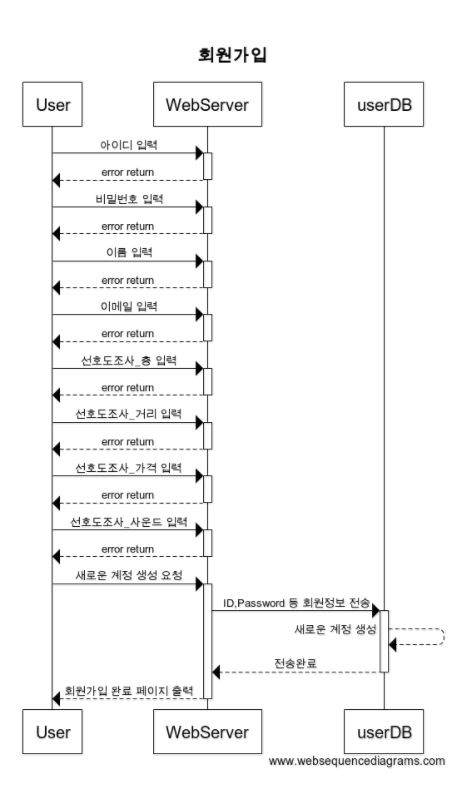 회원가입
User WebServer userDB
아이디 입력
error return
비밀번호 입력
error return
이름 입력
error return
이메일 입력
error return
선호도조사_층 입력
error return
선호도조사_거리 입력
error return
선호도조사_가격 입력
error return
선호도조사_사운드 입력
error return
새로운 계정 생성 요청
ID,Password 등 회원정보 전송
새로운 계정 생성
전송완료
회원가입 완료 페이지 출력
User WebServer userDB
www.websequencediagrams.com